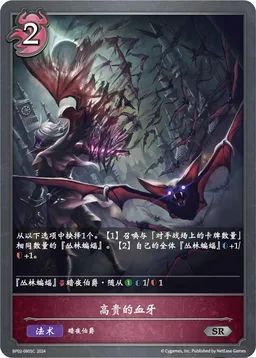 2
从以下选项中抉择1个。【1】召唤与『对手战场上的卡牌数量』
相同数量的『丛林蝙蝠』。【2】自己的全体『丛林蝙蝠』+1/
+1。
『丛林蝙蝠』暗夜伯爵・随从 1 1/1
高贵的血牙
法术 暗夜伯爵
SR
© Cygames, Inc. Published by NetEase Games